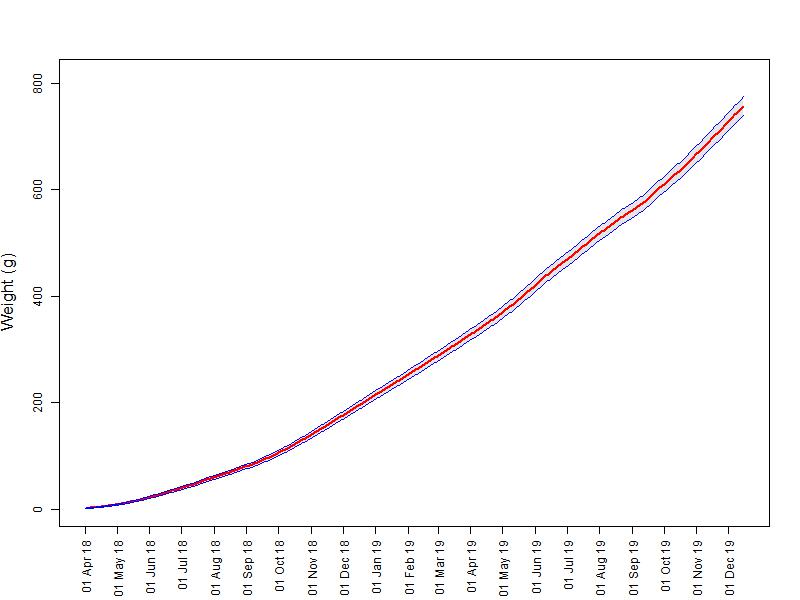 Weight (g)
800
600
400
200
0
01 Apr 18
01 May 18
01 Jun 18
01 Jul 18
01 Aug 18
01 Sep 18
01 Oct 18
01 Nov 18
01 Dec 18
01 Jan 19
01 Feb 19
01 Mar 19
01 Apr 19
01 May 19
01 Jun 19
01 Jul 19
01 Aug 19
01 Sep 19
01 Oct 19
01 Nov 19
01 Dec 19